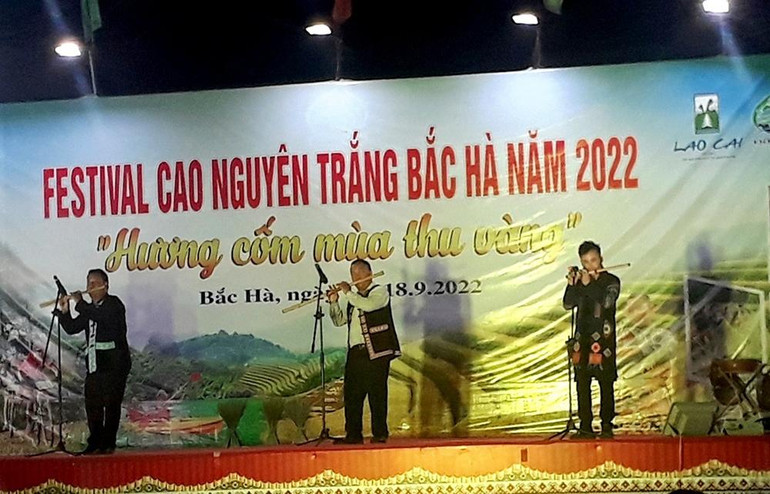 FESTIVAL CAO NGUYÊN TRẮNG BẮC HÀ NĂM 2022
"Hương cốm mùa thu vàng"
Bắc Hà, ngày 18.9.2022
LAO CAI